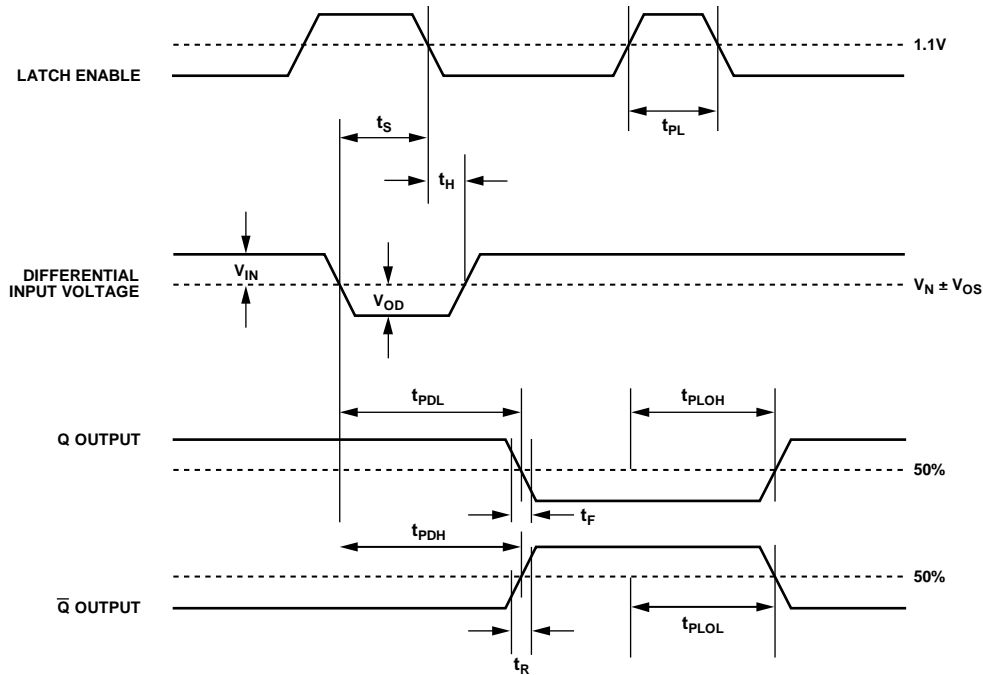 1.1V
LATCH ENABLE
tS
tPL
tH
VIN
DIFFERENTIAL
INPUT VOLTAGE
VN ± VOS
VOD
tPDL
tPLOH
Q OUTPUT
50%
tF
tPDH
50%
Q̅ OUTPUT
tPLOL
tR